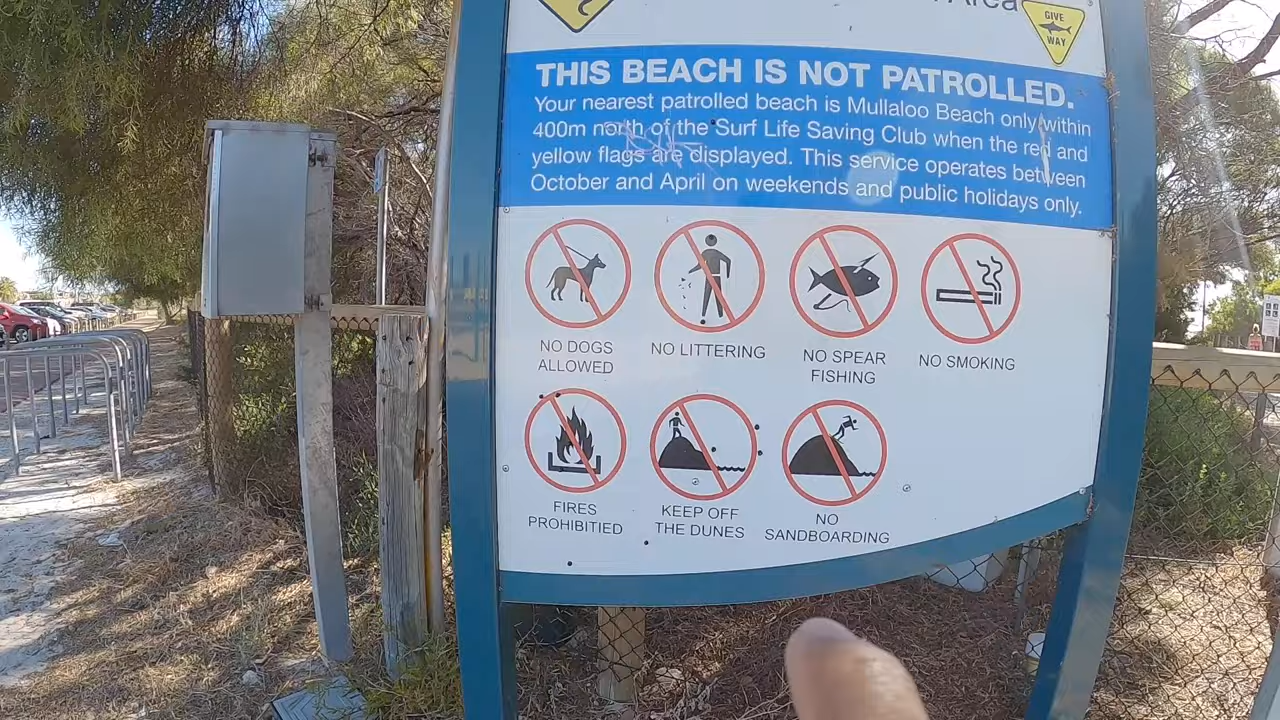 Area
GIVE
WAY
THIS BEACH IS NOT PATROLLED.
Your nearest patrolled beach is Mullaloo Beach only within
400m north of the Surf Life Saving Club when the red and
yellow flags are displayed. This service operates between
October and April on weekends and public holidays only.
NO DOGS
ALLOWED
NO LITTERING
NO SPEAR
FISHING
NO SMOKING
FIRES
PROHIBITIED
KEEP OFF
THE DUNES
NO
SANDBOARDING